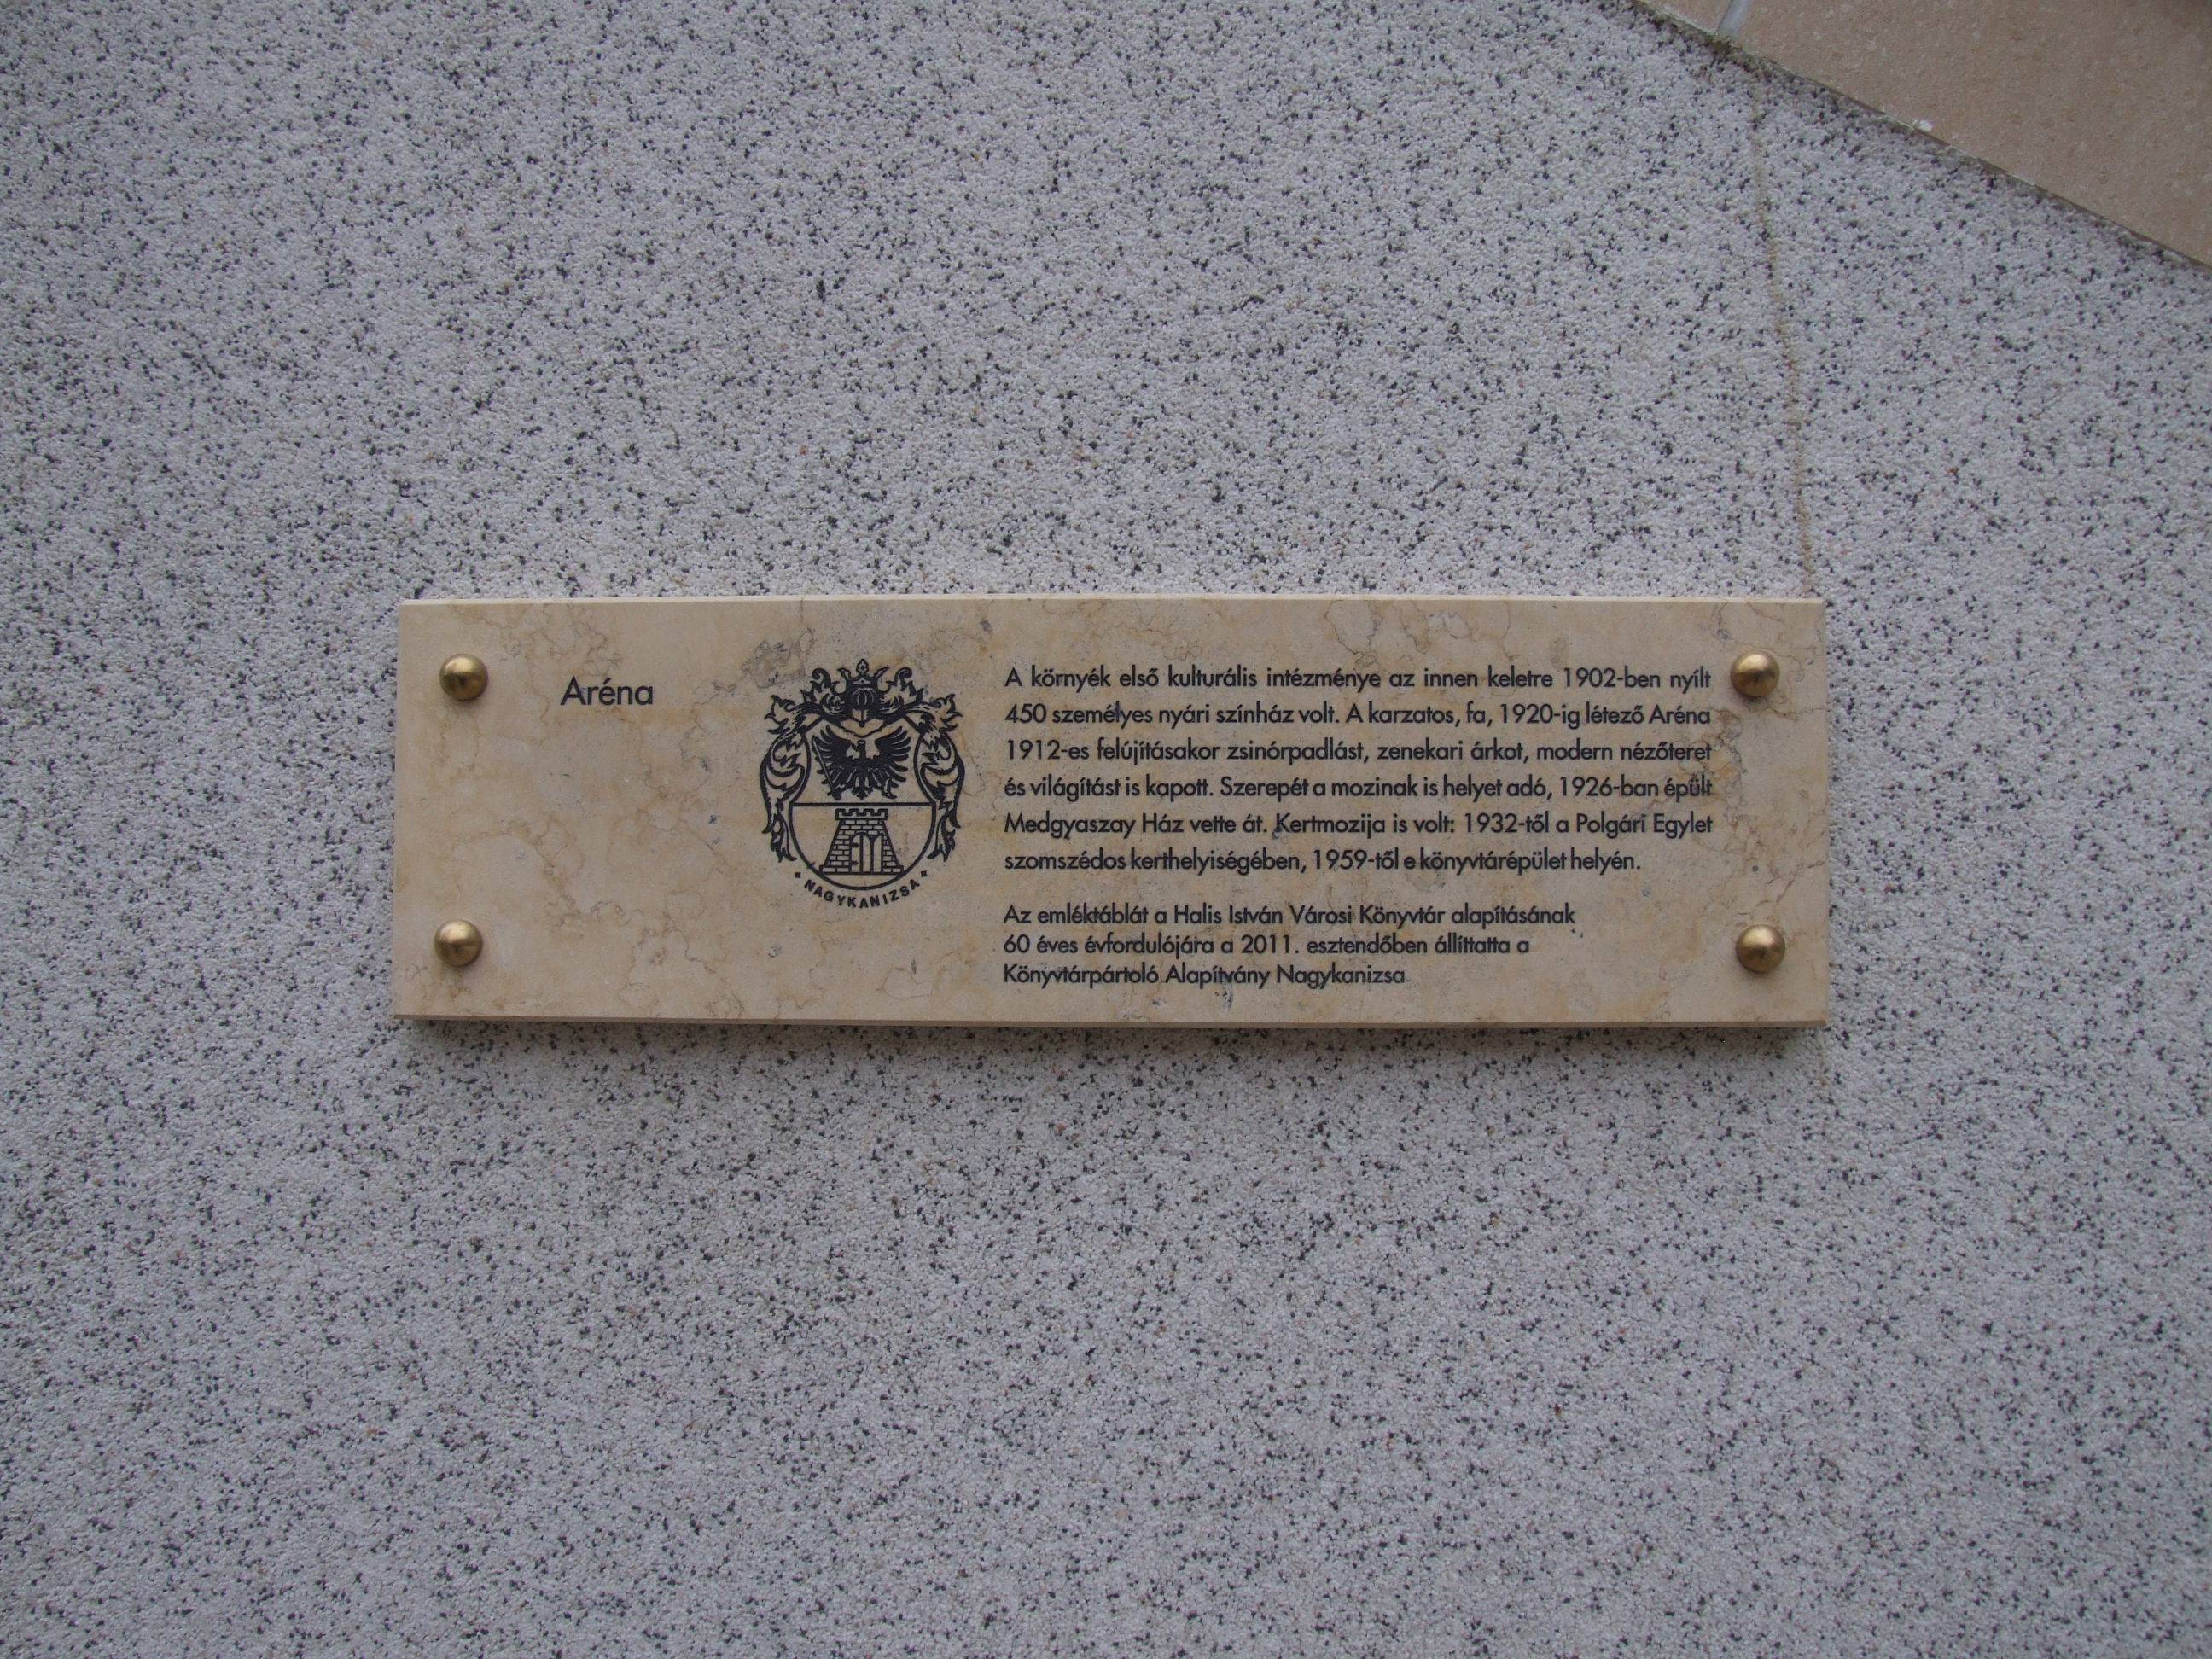 Aréna
NAGYKANIZSA
A környék első kulturális intézménye az innen keletre 1902-ben nyílt
450 személyes nyári színház volt. A karzatos, fa, 1920-ig létező Aréna
1912-es felújításakor zsinórpadlást, zenekari árkot, modern nézőteret
és világítást is kapott. Szerepét a mozinak is helyet adó, 1926-ban épült
Medgyaszay Ház vette át. Kertmozija is volt: 1932-től a Polgári Egylet
szomszédos kerthelyiségében, 1959-től e könyvtárépület helyén.
Az emléktáblát a Halis István Városi Könyvtár alapításának
60 éves évfordulójára a 2011. esztendőben állíttatta a
Könyvtárpártoló Alapítvány Nagykanizsa